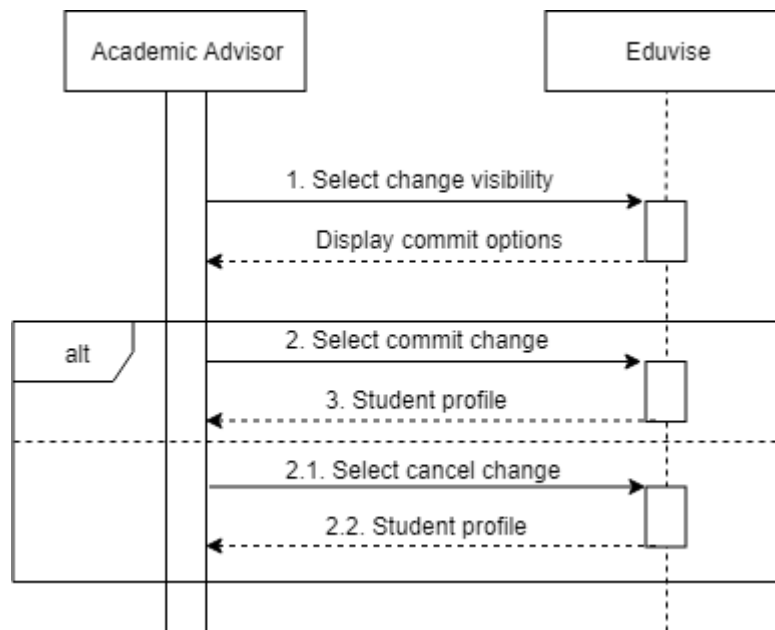 Academic Advisor
Eduvise
1. Select change visibility
Display commit options
alt
2. Select commit change
3. Student profile
2.1. Select cancel change
2.2. Student profile